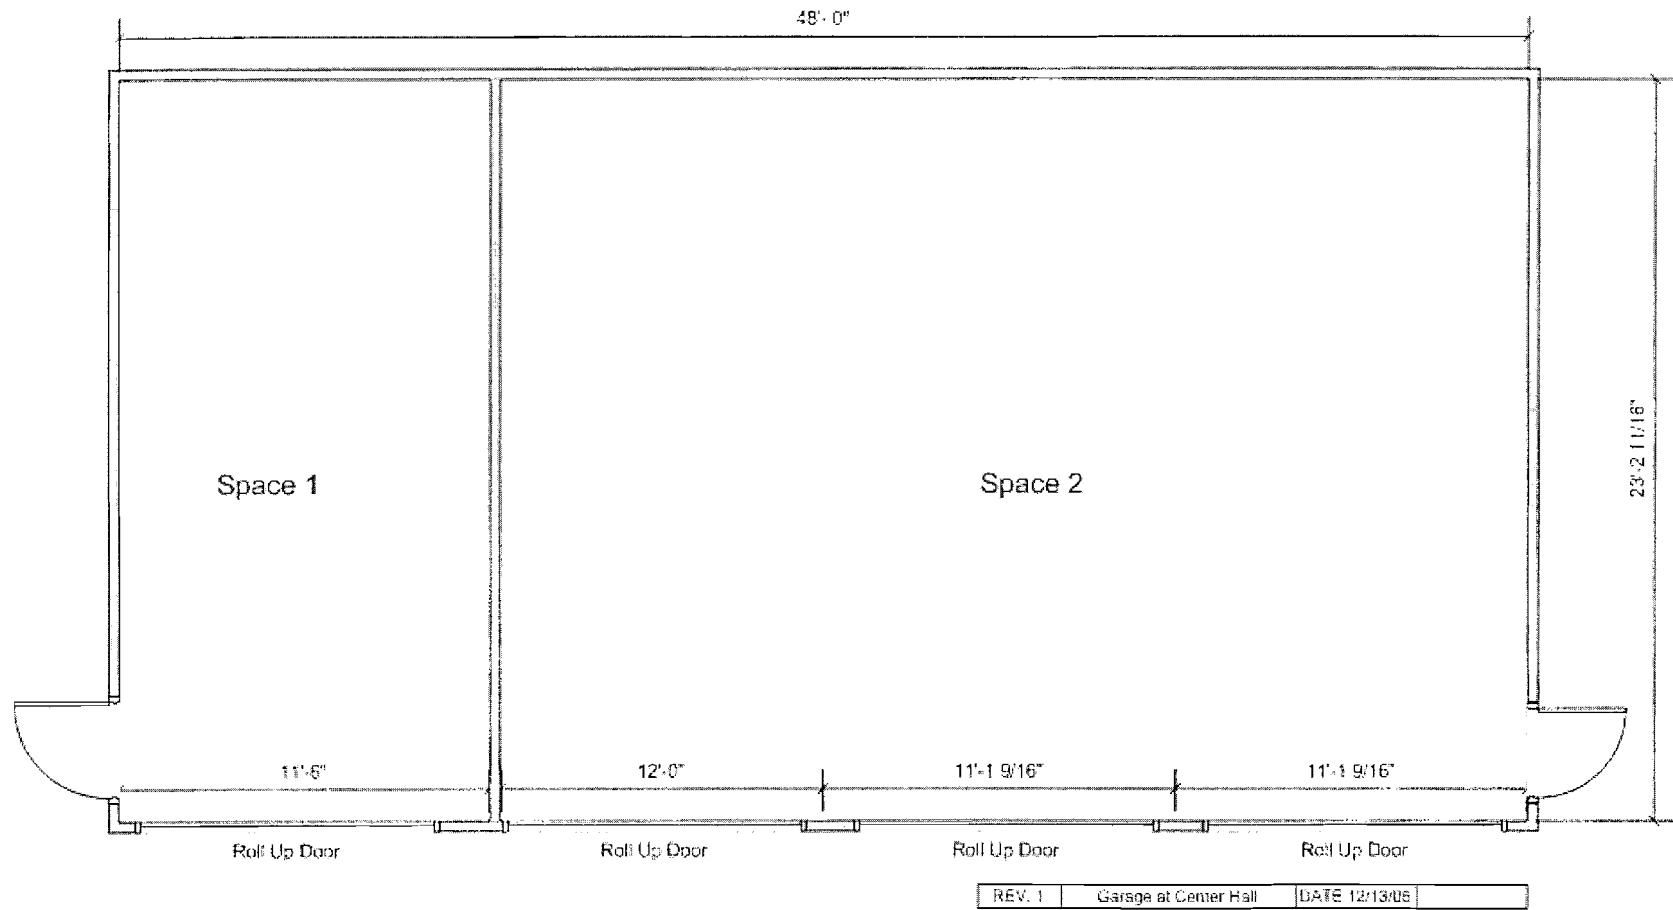 48'-0"
23'-2 11/16"
Space 1
Space 2
11'-6" 12'-0" 11'-1 9/16" 11'-1 9/16"
Roll Up Door Roll Up Door Roll Up Door Roll Up Door
REV. 1 Garage at Center Hall DATE 12/13/06